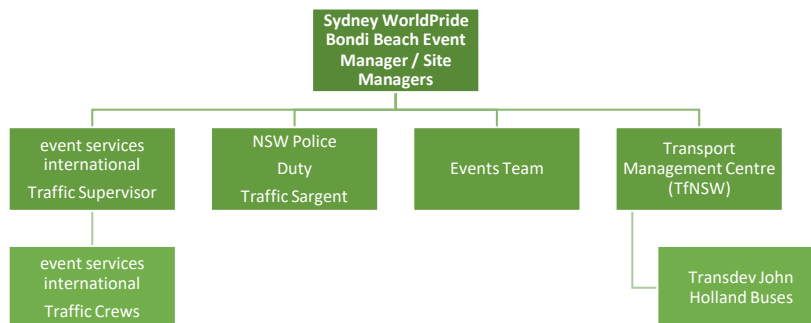 Sydney WorldPride
Bondi Beach Event
Manager / Site
Managers
event services
international
Traffic Supervisor
NSW Police
Duty
Traffic Sargent
Events Team
Transport
Management Centre
(TfNSW)
event services
international
Traffic Crews
Transdev John
Holland Buses